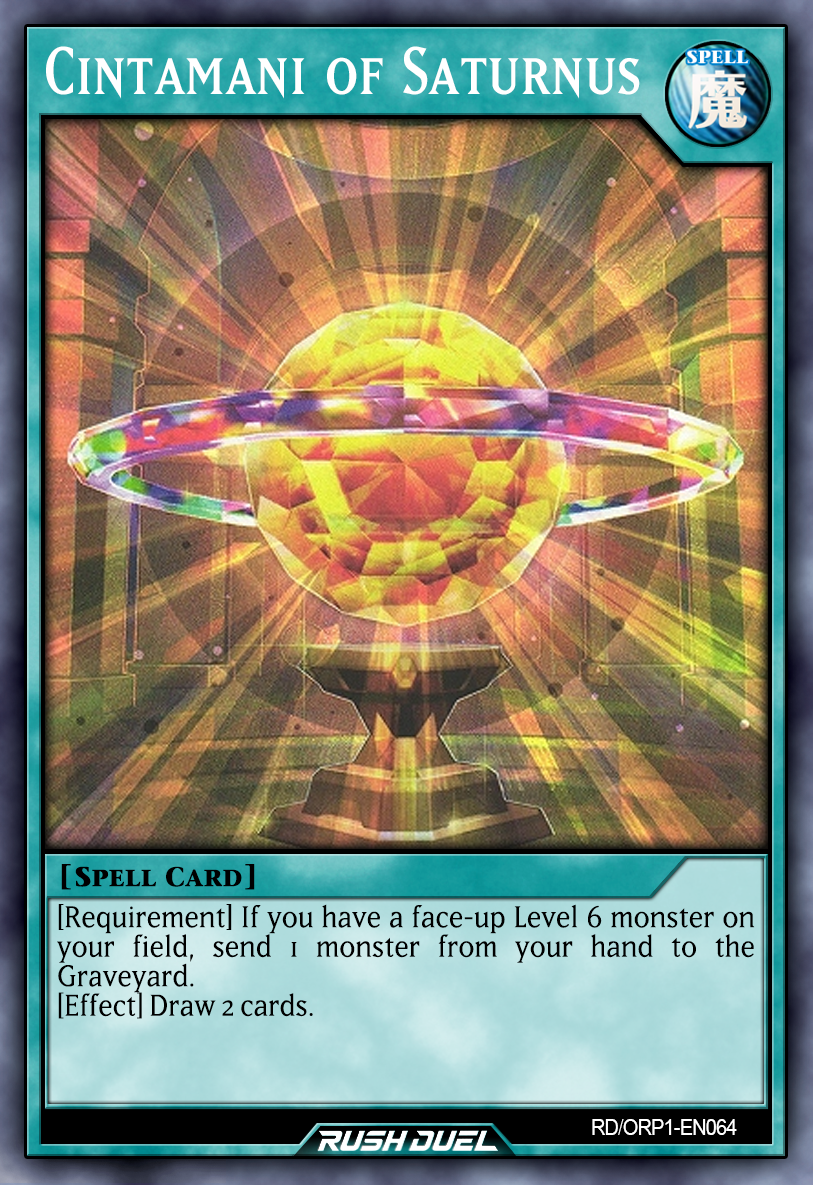 Cintamani of Saturnus
SPELL
魔
[Spell Card]
[Requirement] If you have a face-up Level 6 monster on
your field, send 1 monster from your hand to the
Graveyard.
[Effect] Draw 2 cards.
RD/ORP1-EN064
RUSH DUEL